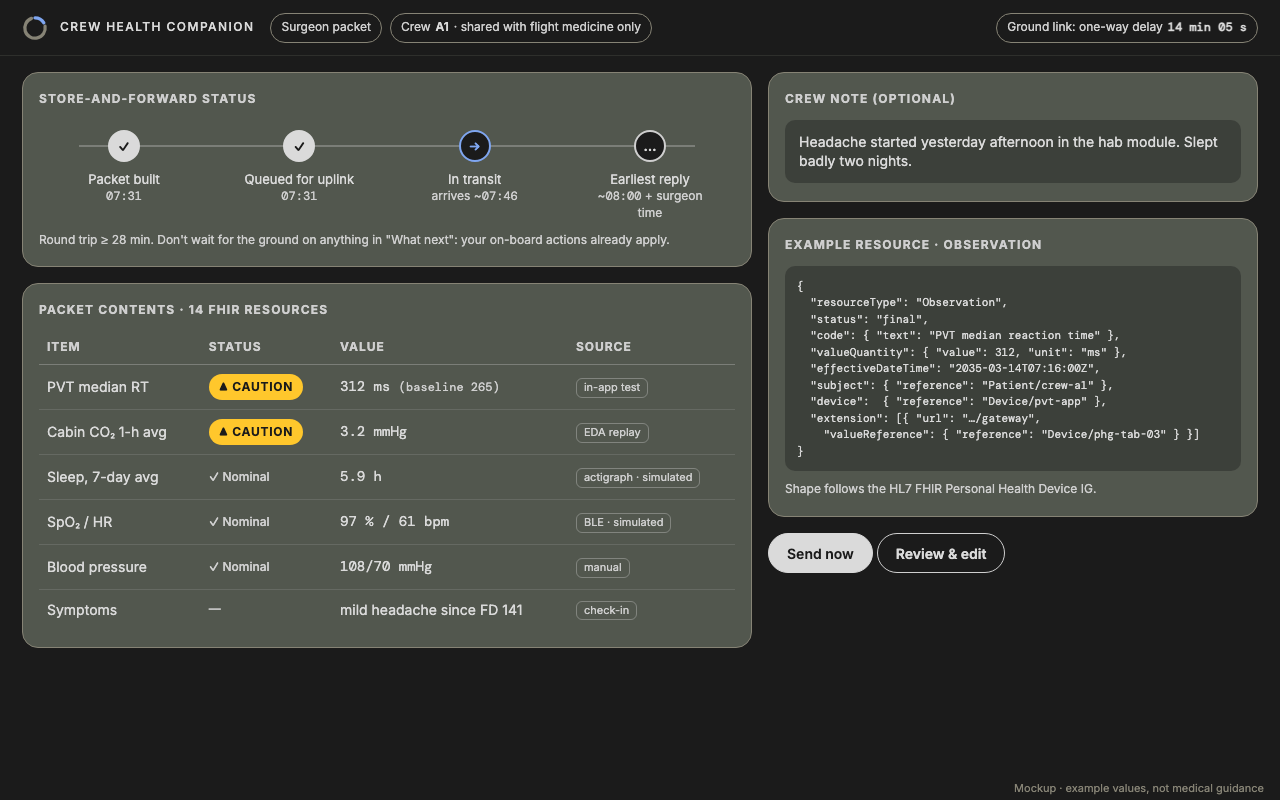 CREW HEALTH COMPANION
Surgeon packet
Crew A1 · shared with flight medicine only
Ground link: one-way delay 14 min 05 s
STORE-AND-FORWARD STATUS
Packet built
07:31
Queued for uplink
07:31
In transit
arrives ~07:46
Earliest reply
~08:00 + surgeon
time
Round trip ≥ 28 min. Don't wait for the ground on anything in "What next": your on-board actions already apply.
PACKET CONTENTS · 14 FHIR RESOURCES
ITEM STATUS VALUE SOURCE
PVT median RT ▲ CAUTION 312 ms (baseline 265) in-app test
Cabin CO₂ 1-h avg ▲ CAUTION 3.2 mmHg EDA replay
Sleep, 7-day avg ✓ Nominal 5.9 h actigraph · simulated
SpO₂ / HR ✓ Nominal 97 % / 61 bpm BLE · simulated
Blood pressure ✓ Nominal 108/70 mmHg manual
Symptoms — mild headache since FD 141 check-in
CREW NOTE (OPTIONAL)
Headache started yesterday afternoon in the hab module. Slept
badly two nights.
EXAMPLE RESOURCE · OBSERVATION
{
"resourceType": "Observation",
"status": "final",
"code": { "text": "PVT median reaction time" },
"valueQuantity": { "value": 312, "unit": "ms" },
"effectiveDateTime": "2035-03-14T07:16:00Z",
"subject": { "reference": "Patient/crew-a1" },
"device":  { "reference": "Device/pvt-app" },
"extension": [{ "url": "…/gateway",
"valueReference": { "reference": "Device/phg-tab-03" } }]
}
Shape follows the HL7 FHIR Personal Health Device IG.
Send now
Review & edit
Mockup · example values, not medical guidance